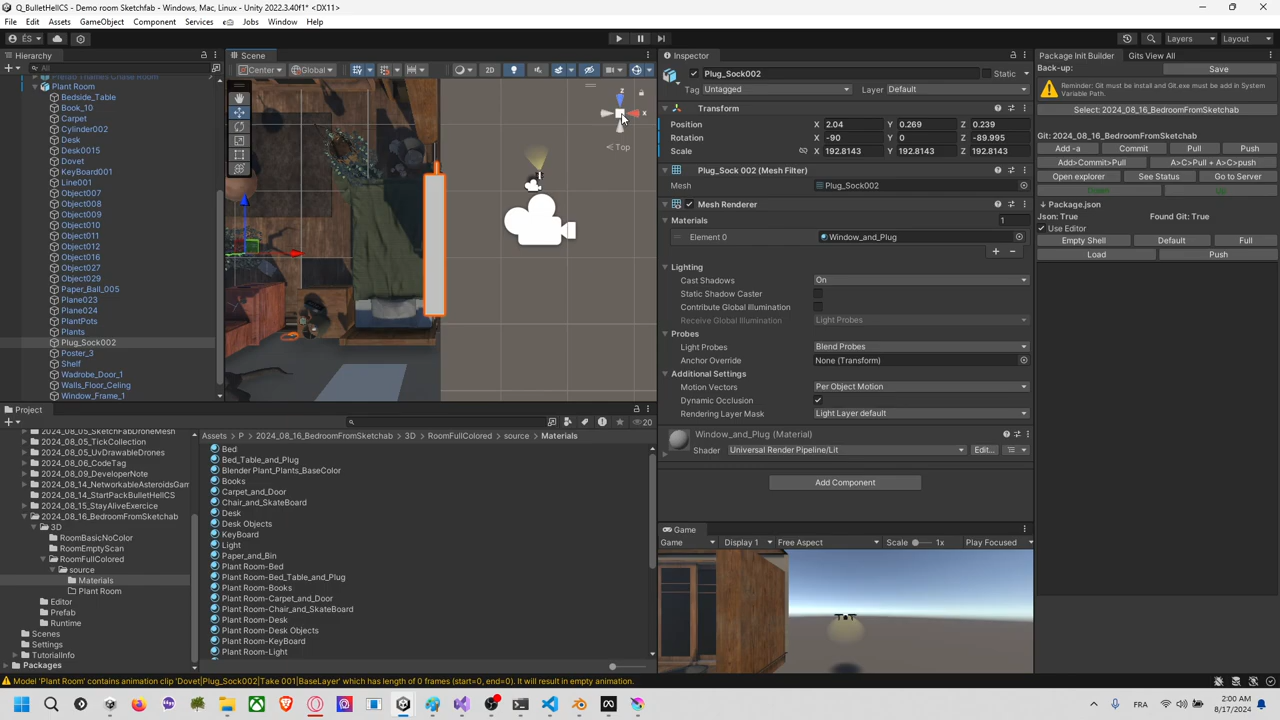 Q_BulletHellCS - Demo room Sketchfab - Windows, Mac, Linux - Unity 2022.3.40f1* <DX11>
File Edit Assets GameObject Component Services Jobs Window Help
ÉS
Layers Layout
Hierarchy
All
Plant Room
Bedside_Table
Book_10
Carpet
Cylinder002
Desk
Desk0015
Dovet
KeyBoard001
Line001
Object007
Object008
Object009
Object010
Object011
Object012
Object016
Object027
Object029
Paper_Ball_005
Plane023
Plane024
PlantPots
Plants
Plug_Sock002
Poster_3
Shelf
Wadrobe_Door_1
Walls_Floor_Celing
Window_Frame_1
Scene
Center Global 2D
z
x
Top
Inspector
Plug_Sock002 Static
Tag Untagged Layer Default
Transform
Position X 2.04 Y 0.269 Z 0.239
Rotation X -90 Y 0 Z -89.995
Scale X 192.8143 Y 192.8143 Z 192.8143
Plug_Sock 002 (Mesh Filter)
Mesh Plug_Sock002
Mesh Renderer
Materials 1
Element 0 Window_and_Plug
Lighting
Cast Shadows On
Static Shadow Caster
Contribute Global Illumination
Receive Global Illumination Light Probes
Probes
Light Probes Blend Probes
Anchor Override None (Transform)
Additional Settings
Motion Vectors Per Object Motion
Dynamic Occlusion
Rendering Layer Mask Light Layer default
Window_and_Plug (Material)
Shader Universal Render Pipeline/Lit Edit...
Add Component
Game
Game Display 1 Free Aspect Scale 1x Play Focused
Package Init Builder Gits View All
Back-up: Save
Reminder: Git must be install and Git.exe must be add in System Variable Path.
Select: 2024_08_16_BedroomFromSketchab
Git: 2024_08_16_BedroomFromSketchab
Add -a Commit Pull Push
Add>Commit>Pull A>C>Pull + A>C>Push
Open explorer See Status Go to Server
Down Up
Package.json
Json: True Found Git: True
Use Editor
Empty Shell Default Full
Load Push
Project
20
2024_08_05_SketchFabDroneMesh
2024_08_05_TickCollection
2024_08_05_UvDrawableDrones
2024_08_06_CodeTag
2024_08_09_DeveloperNote
2024_08_14_NetworkableAsteroidsGam
2024_08_14_StartPackBulletHellCS
2024_08_15_StayAliveExercice
2024_08_16_BedroomFromSketchab
3D
RoomBasicNoColor
RoomEmptyScan
RoomFullColored
source
Materials
Plant Room
Editor
Prefab
Runtime
Scenes
Settings
TutorialInfo
Packages
Assets > P > 2024_08_16_BedroomFromSketchab > 3D > RoomFullColored > source > Materials
Bed
Bed_Table_and_Plug
Blender Plant_Plants_BaseColor
Books
Carpet_and_Door
Chair_and_SkateBoard
Desk
Desk Objects
KeyBoard
Light
Paper_and_Bin
Plant Room-Bed
Plant Room-Bed_Table_and_Plug
Plant Room-Books
Plant Room-Carpet_and_Door
Plant Room-Chair_and_SkateBoard
Plant Room-Desk
Plant Room-Desk Objects
Plant Room-KeyBoard
Plant Room-Light
Model 'Plant Room' contains animation clip 'Dovet|Plug_Sock002|Take 001|BaseLayer' which has length of 0 frames (start=0, end=0). It will result in empty animation.
FRA
2:00 AM
8/17/2024